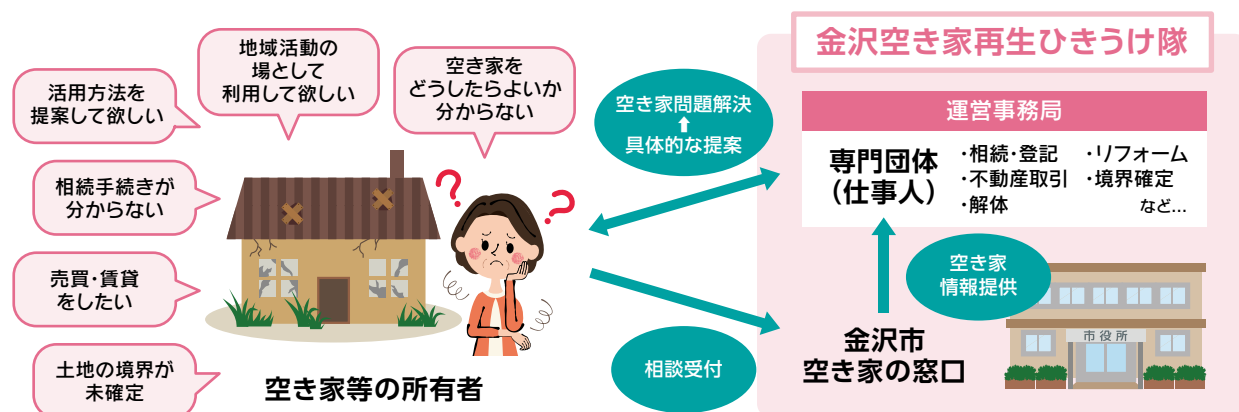 地域活動の
場として
利用して欲しい
空き家を
どうしたらよいか
分からない
活用方法を
提案して欲しい
相続手続きが
分からない
売買・賃貸
をしたい
土地の境界が
未確定
空き家等の所有者
空き家問題解決
具体的な提案
相談受付
金沢空き家再生ひきうけ隊
運営事務局
専門団体
（仕事人）
・相続・登記 ・リフォーム
・不動産取引 ・境界確定
・解体 など…
空き家
情報提供
金沢市
空き家の窓口
市役所